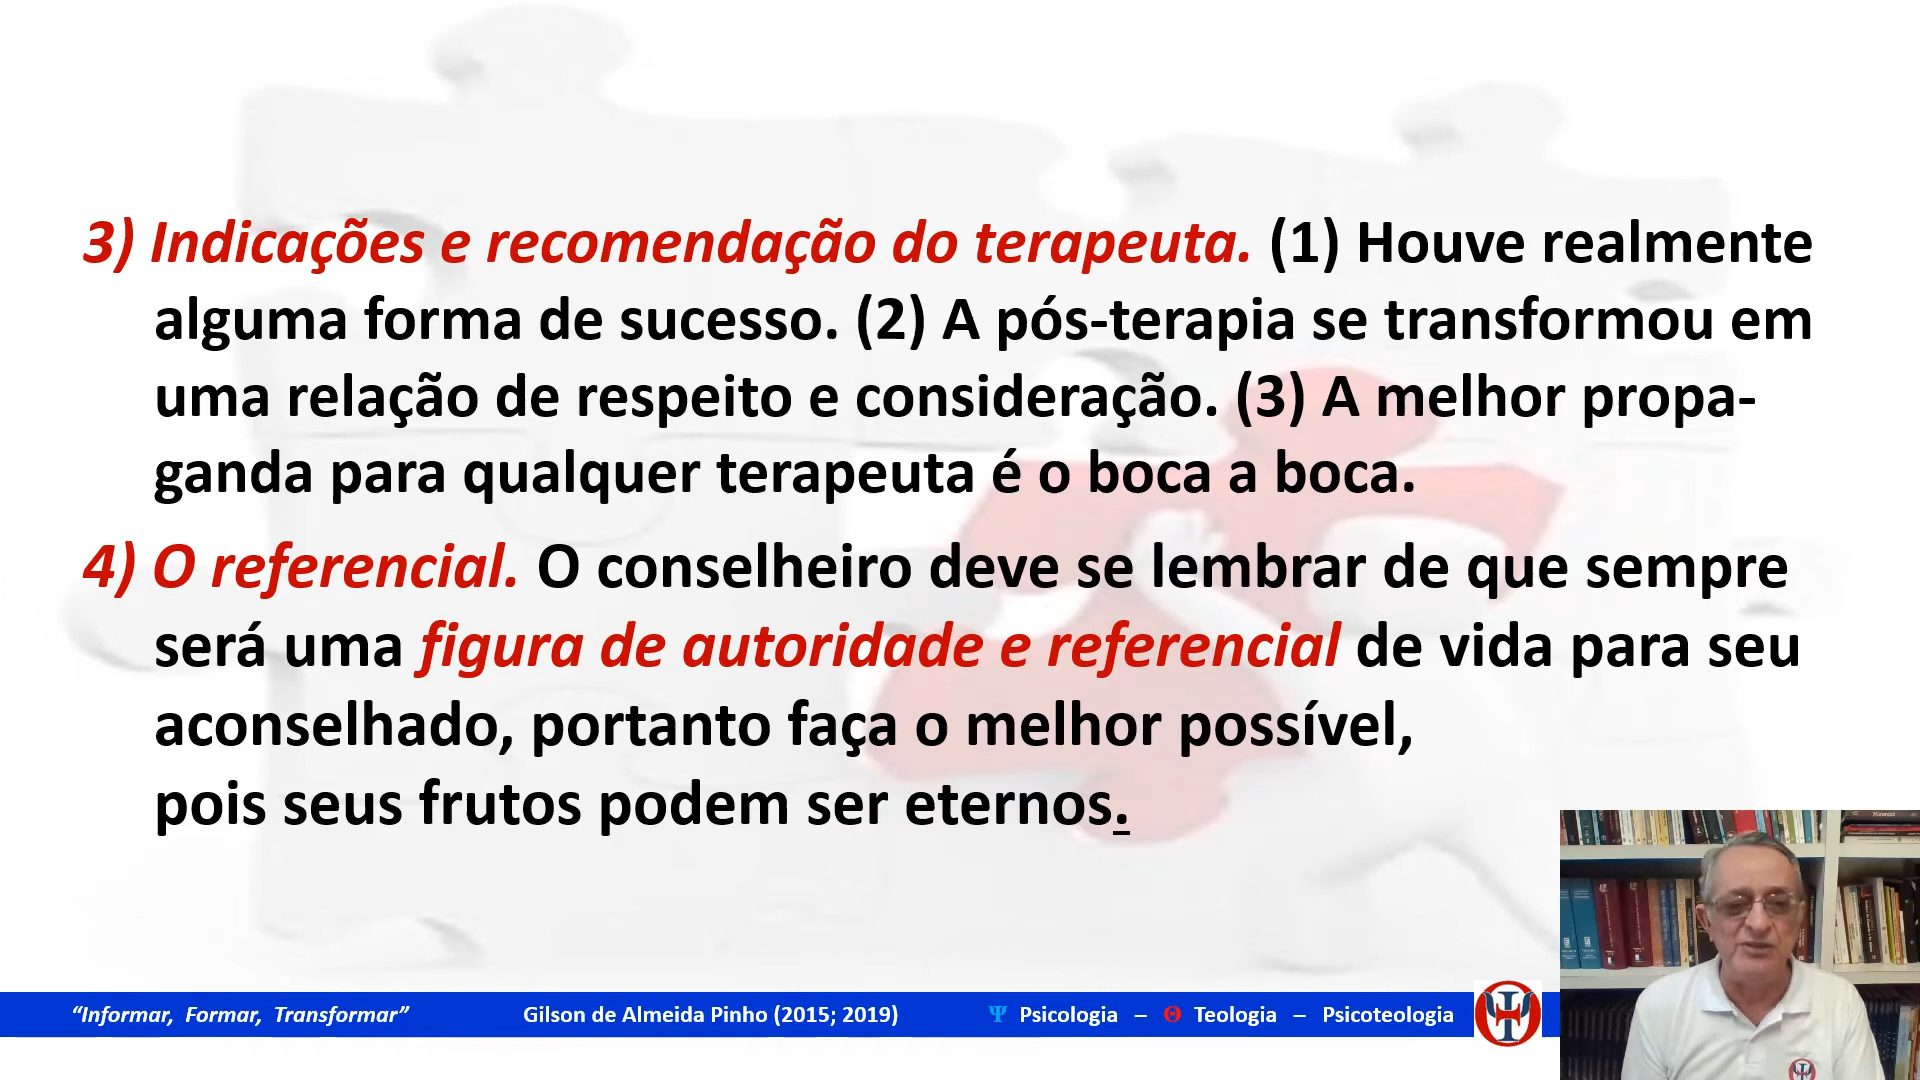 3) Indicações e recomendação do terapeuta. (1) Houve realmente
alguma forma de sucesso. (2) A pós-terapia se transformou em
uma relação de respeito e consideração. (3) A melhor propa-
ganda para qualquer terapeuta é o boca a boca.
4) O referencial. O conselheiro deve se lembrar de que sempre
será uma figura de autoridade e referencial de vida para seu
aconselhado, portanto faça o melhor possível,
pois seus frutos podem ser eternos.
“Informar, Formar, Transformar” Gilson de Almeida Pinho (2015; 2019) Ψ Psicologia – Θ Teologia – Psicoteologia